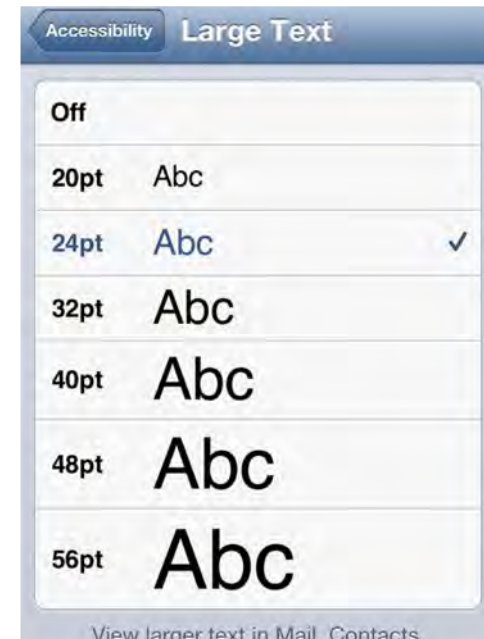 Accessibility Large Text
Off
20pt Abc
24pt Abc ✓
32pt Abc
40pt Abc
48pt Abc
56pt Abc
View larger text in Mail, Contacts,